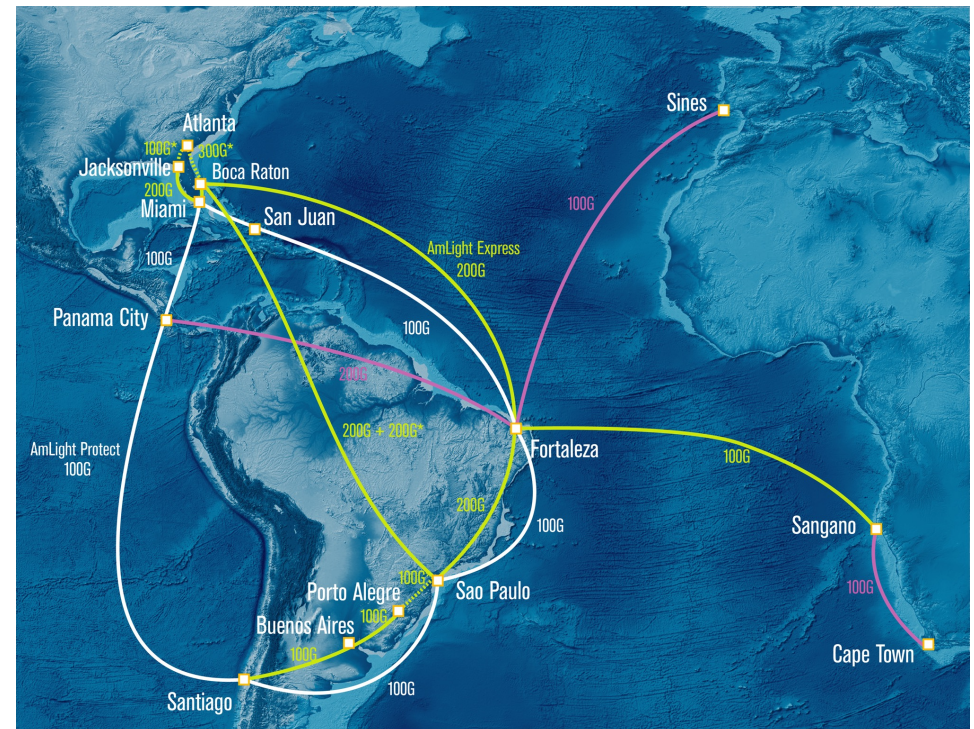 Sines
Atlanta
100G*
300G*
Jacksonville
Boca Raton
200G
Miami
San Juan
100G
AmLight Express
200G
100G
Panama City
100G
200G
200G + 200G*
AmLight Protect
100G
Fortaleza
100G
200G
100G
Sangano
100G
Sao Paulo
100G
Porto Alegre
100G
Buenos Aires
100G
Cape Town
100G
Santiago